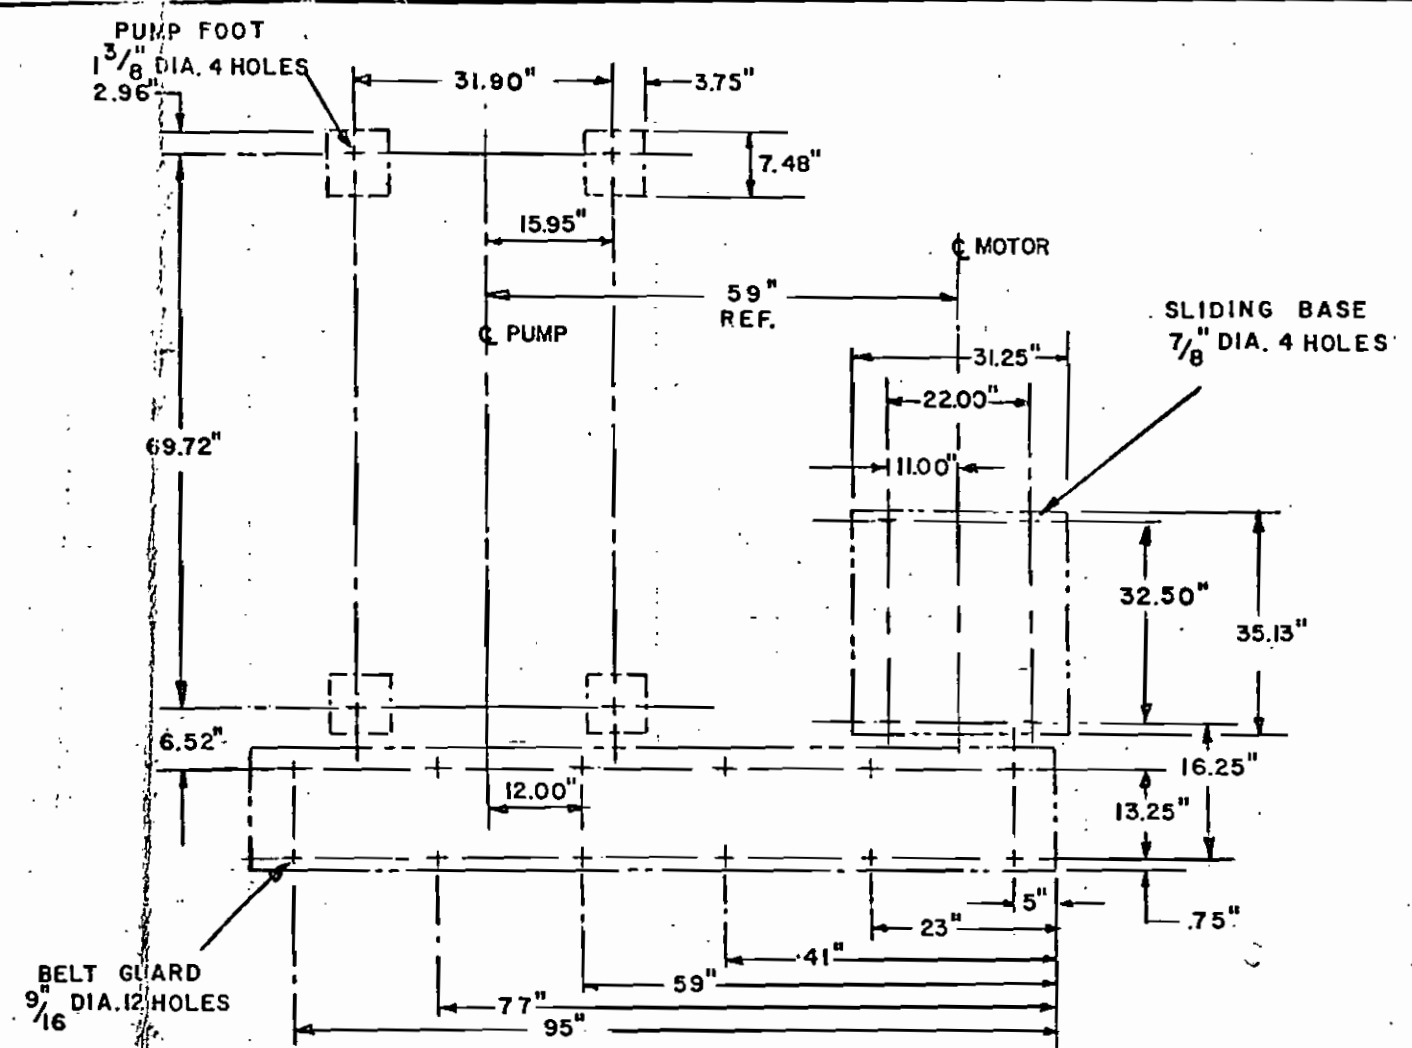 PUMP FOOT
1 3/8" DIA. 4 HOLES
2.96"
31.90"
3.75"
7.48"
15.95"
℄ MOTOR
59"
REF.
℄ PUMP
SLIDING BASE
7/8" DIA. 4 HOLES
31.25"
22.00"
11.00"
69.72"
32.50"
35.13"
6.52"
16.25"
12.00"
13.25"
5"
.75"
23"
41"
59"
77"
95"
BELT GUARD
9/16" DIA. 12 HOLES